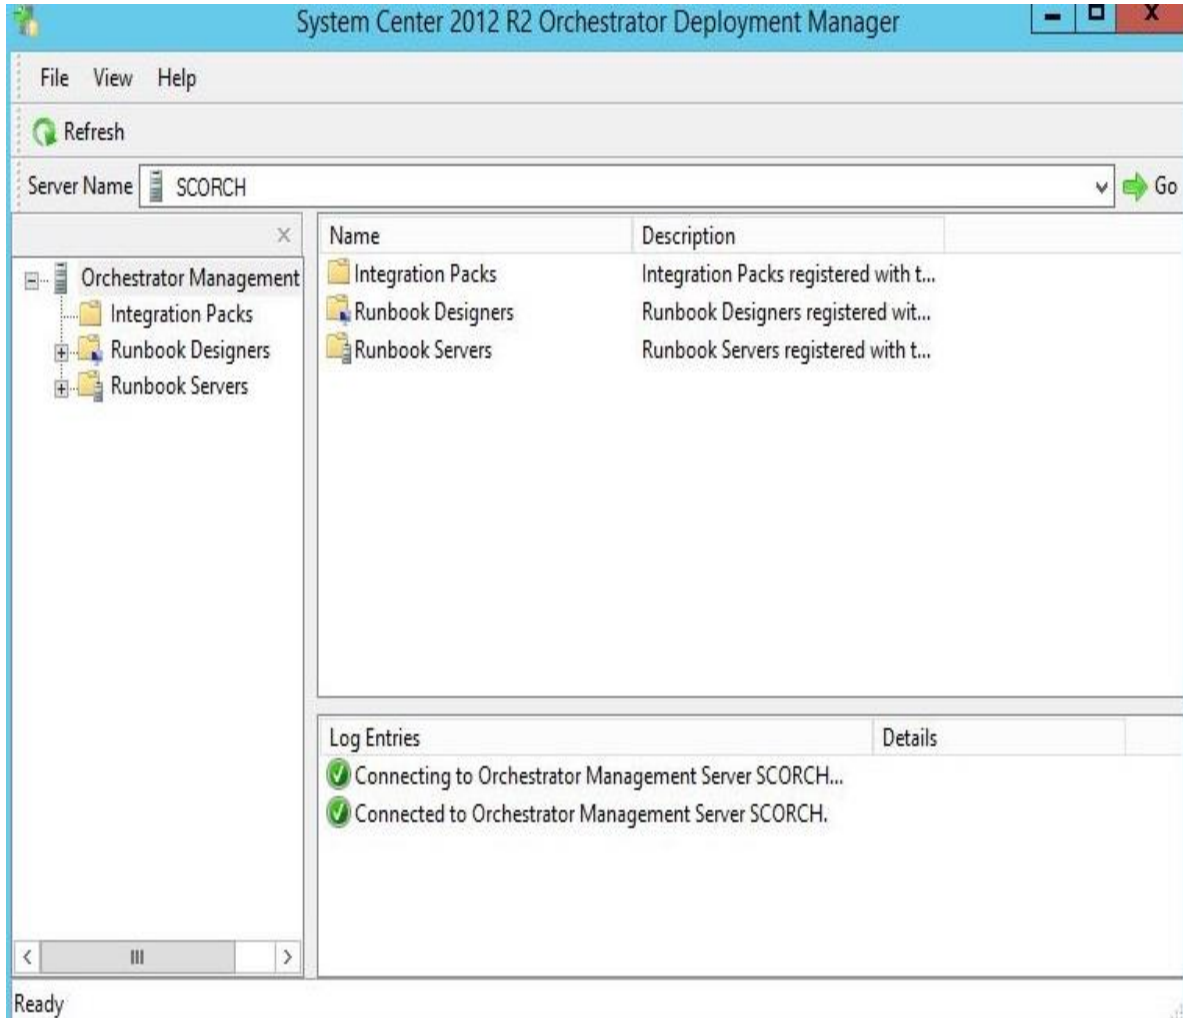 System Center 2012 R2 Orchestrator Deployment Manager
File View Help
Refresh
Server Name SCORCH Go
Orchestrator Management
Integration Packs
Runbook Designers
Runbook Servers
Name Description
Integration Packs Integration Packs registered with t...
Runbook Designers Runbook Designers registered wit...
Runbook Servers Runbook Servers registered with t...
Log Entries Details
Connecting to Orchestrator Management Server SCORCH...
Connected to Orchestrator Management Server SCORCH.
Ready